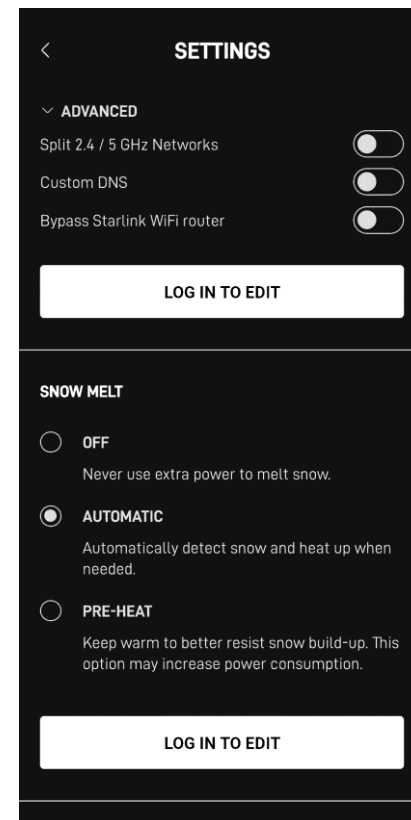 SETTINGS
ADVANCED
Split 2.4 / 5 GHz Networks
Custom DNS
Bypass Starlink WiFi router
LOG IN TO EDIT
SNOW MELT
OFF
Never use extra power to melt snow.
AUTOMATIC
Automatically detect snow and heat up when
needed.
PRE-HEAT
Keep warm to better resist snow build-up. This
option may increase power consumption.
LOG IN TO EDIT